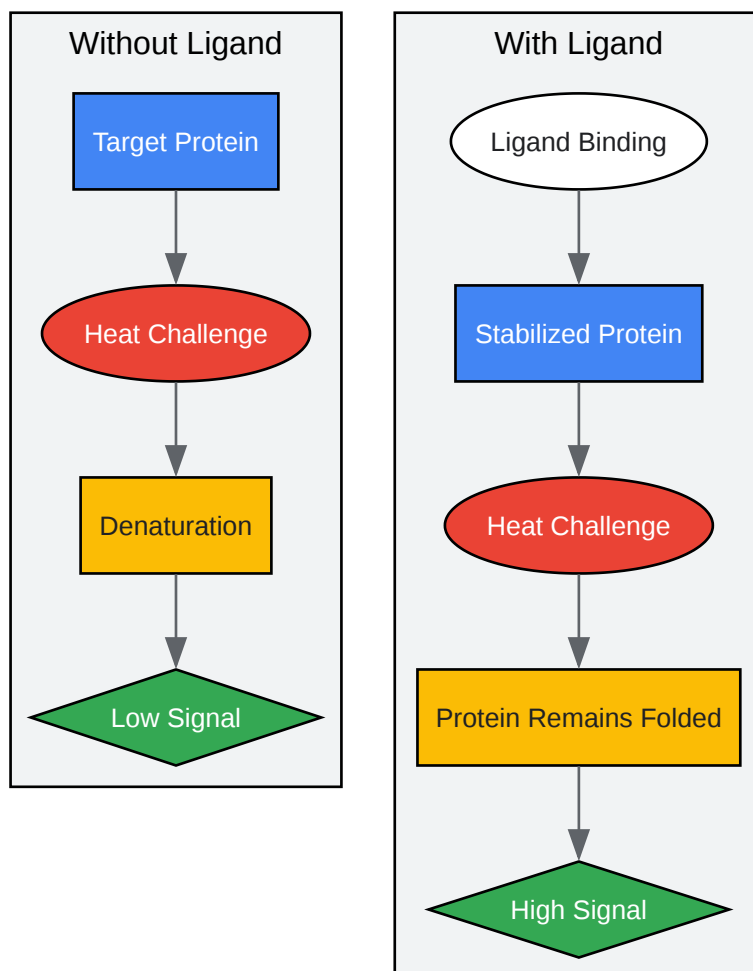 Without Ligand
Target Protein
Heat Challenge
Denaturation
Low Signal
With Ligand
Ligand Binding
Stabilized Protein
Heat Challenge
Protein Remains Folded
High Signal